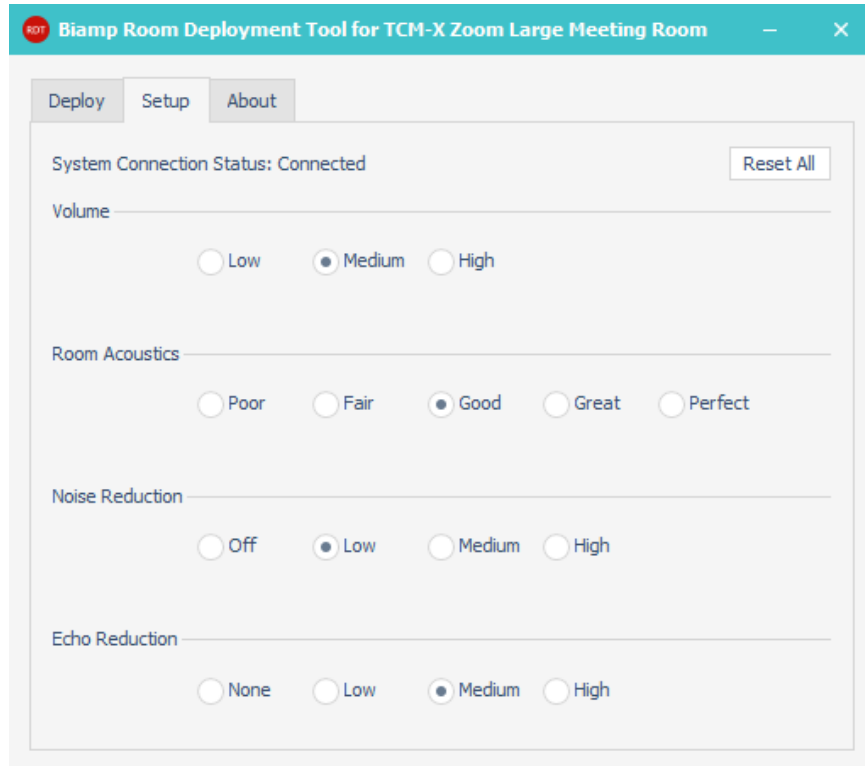 RDT Biamp Room Deployment Tool for TCM-X Zoom Large Meeting Room
Deploy Setup About
System Connection Status: Connected Reset All
Volume
Low Medium High
Room Acoustics
Poor Fair Good Great Perfect
Noise Reduction
Off Low Medium High
Echo Reduction
None Low Medium High